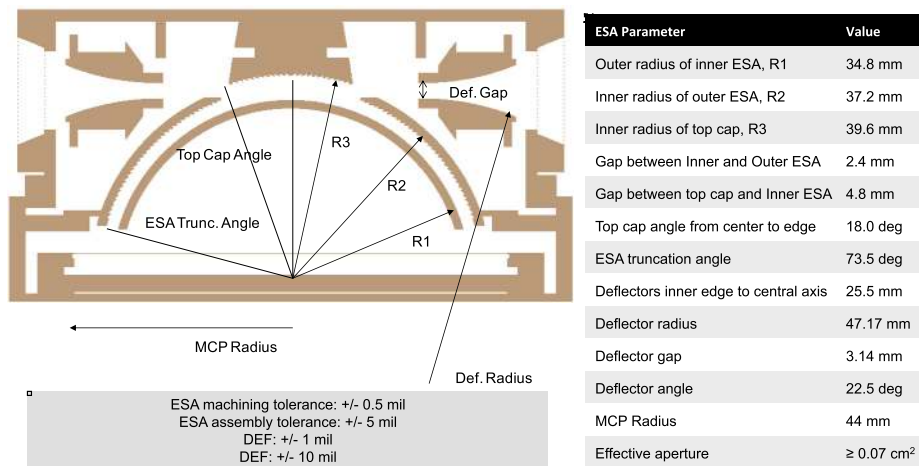 Def. Gap
Top Cap Angle
R3
R2
ESA Trunc. Angle
R1
MCP Radius
Def. Radius
ESA machining tolerance: +/- 0.5 mil
ESA assembly tolerance: +/- 5 mil
DEF: +/- 1 mil
DEF: +/- 10 mil
ESA Parameter Value
Outer radius of inner ESA, R1 34.8 mm
Inner radius of outer ESA, R2 37.2 mm
Inner radius of top cap, R3 39.6 mm
Gap between Inner and Outer ESA 2.4 mm
Gap between top cap and Inner ESA 4.8 mm
Top cap angle from center to edge 18.0 deg
ESA truncation angle 73.5 deg
Deflectors inner edge to central axis 25.5 mm
Deflector radius 47.17 mm
Deflector gap 3.14 mm
Deflector angle 22.5 deg
MCP Radius 44 mm
Effective aperture ≥ 0.07 cm²